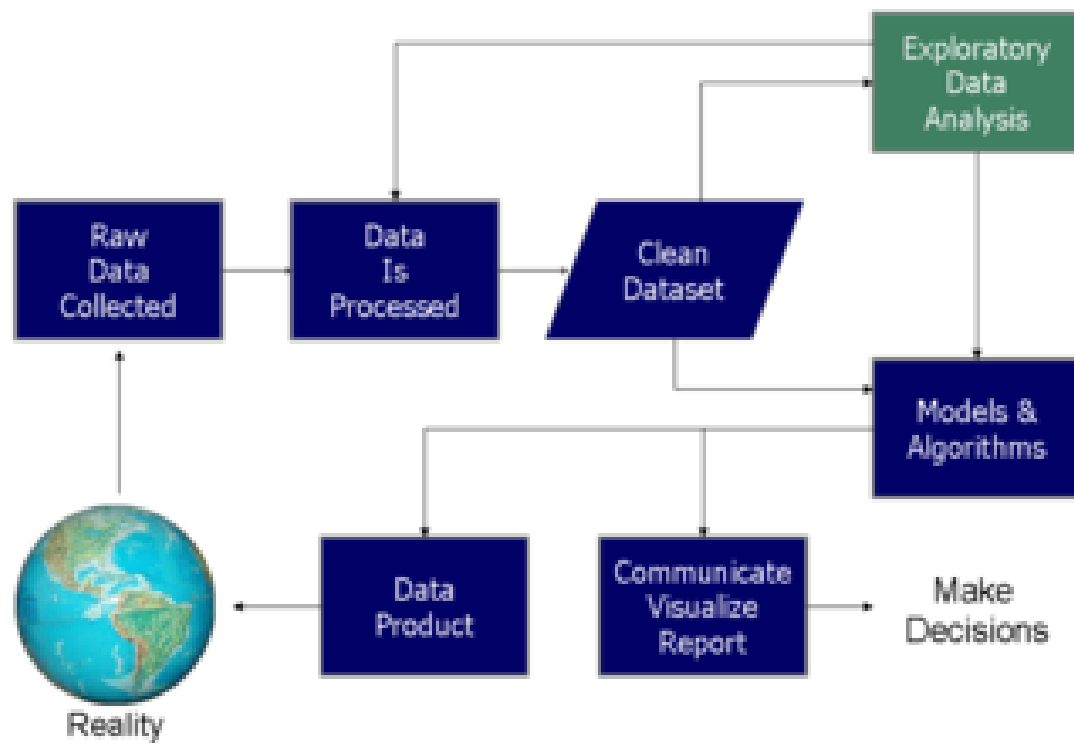 Exploratory
Data
Analysis
Raw
Data
Collected
Data
Is
Processed
Clean
Dataset
Models &
Algorithms
Data
Product
Communicate
Visualize
Report
Make
Decisions
Reality